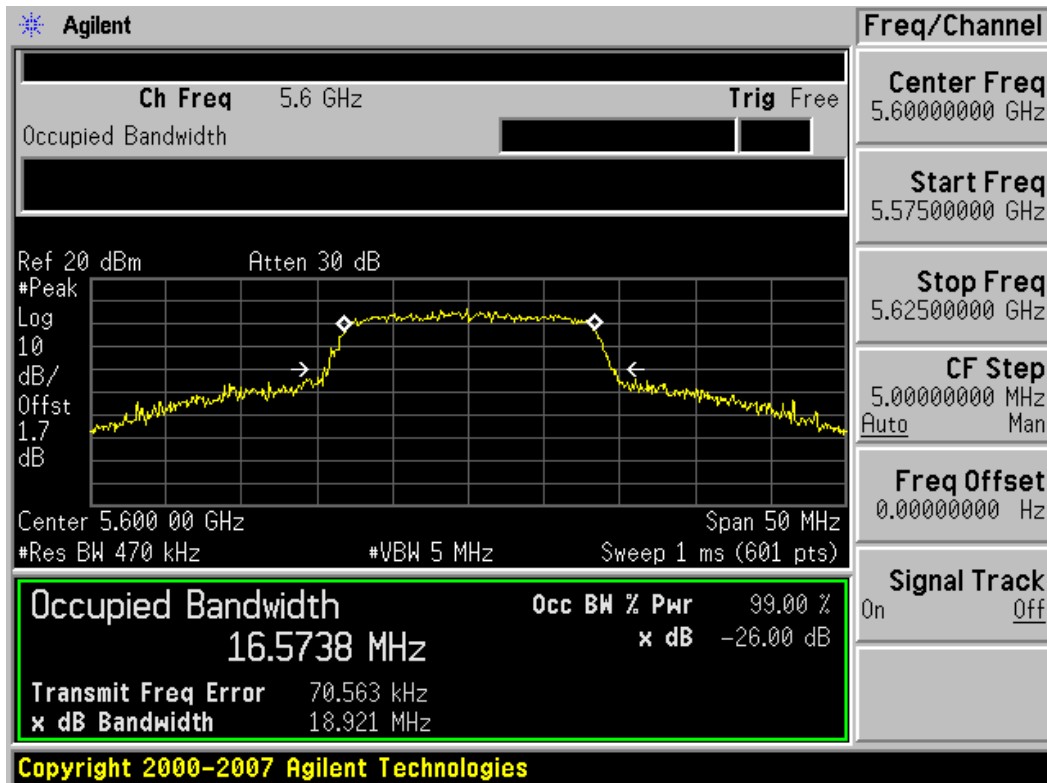 Agilent
Freq/Channel
Ch Freq 5.6 GHz Trig Free
Occupied Bandwidth
Center Freq
5.60000000 GHz
Start Freq
5.57500000 GHz
Stop Freq
5.62500000 GHz
CF Step
5.00000000 MHz
Auto Man
Freq Offset
0.00000000 Hz
Signal Track
On Off
Ref 20 dBm Atten 30 dB
#Peak
Log
10
dB/
Offst
1.7
dB
Center 5.600 00 GHz Span 50 MHz
#Res BW 470 kHz #VBW 5 MHz Sweep 1 ms (601 pts)
Occupied Bandwidth
16.5738 MHz
Occ BW % Pwr 99.00 %
x dB -26.00 dB
Transmit Freq Error 70.563 kHz
x dB Bandwidth 18.921 MHz
Copyright 2000-2007 Agilent Technologies